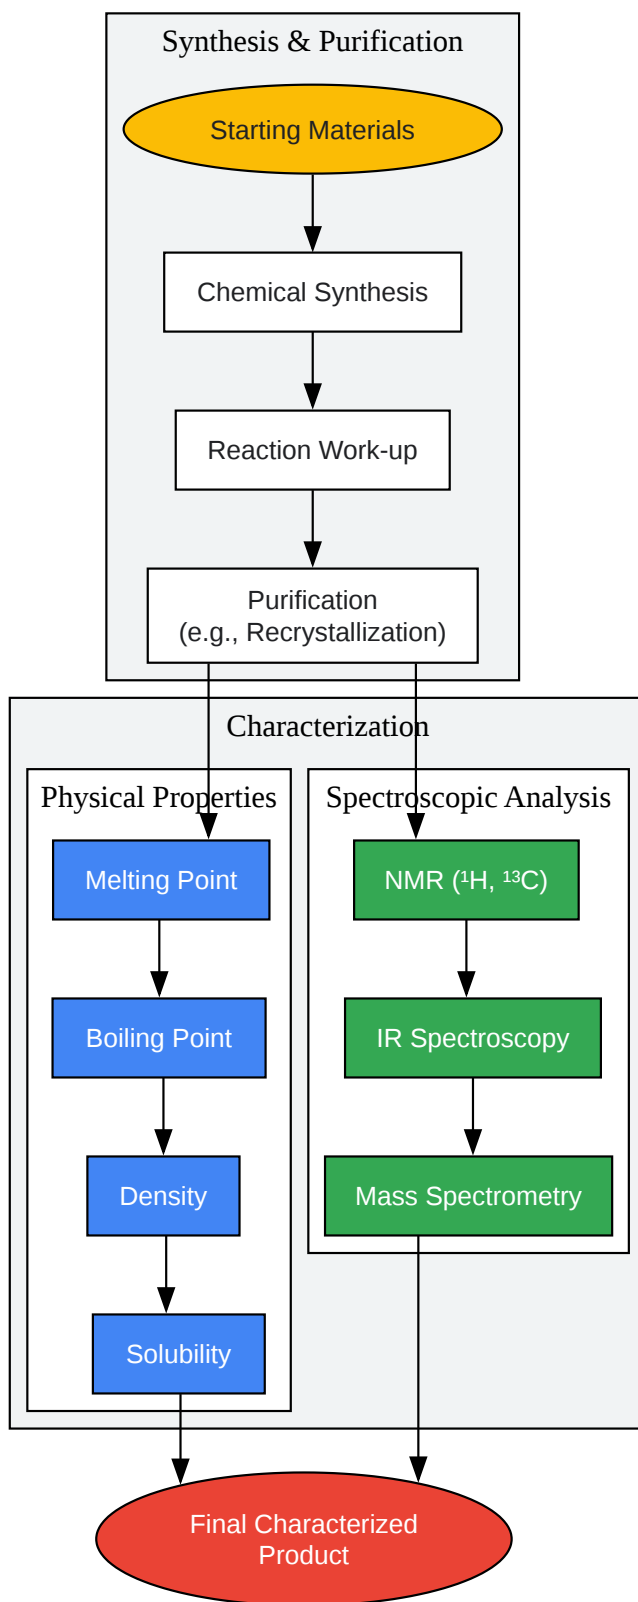 Synthesis & Purification
Starting Materials
Chemical Synthesis
Reaction Work-up
Purification
(e.g., Recrystallization)
Characterization
Physical Properties
Melting Point
Boiling Point
Density
Solubility
Spectroscopic Analysis
NMR (¹H, ¹³C)
IR Spectroscopy
Mass Spectrometry
Final Characterized
Product